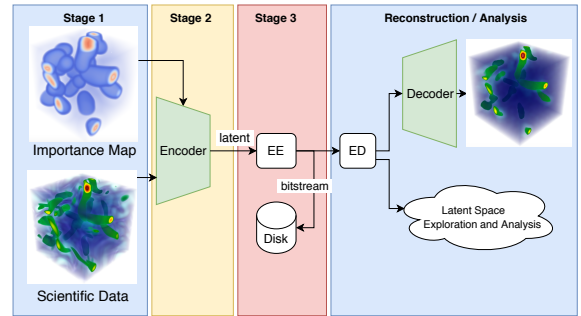 Stage 1
Stage 2
Stage 3
Reconstruction / Analysis
Importance Map
Scientific Data
Encoder
latent
EE
bitstream
Disk
ED
Decoder
Latent Space
Exploration and Analysis